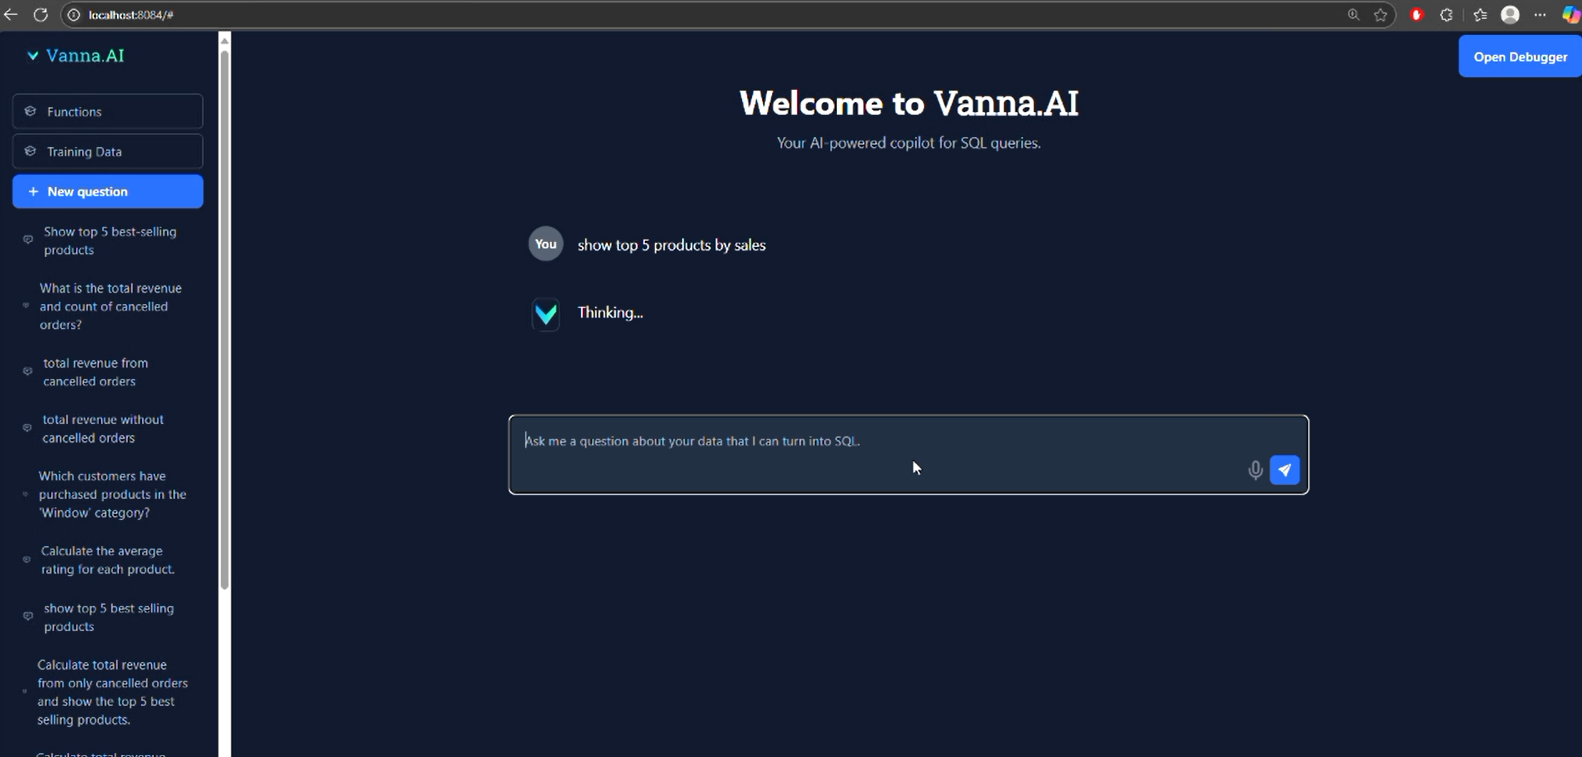 localhost:8084/#
Vanna.AI
Functions
Training Data
+ New question
Show top 5 best-selling
products
What is the total revenue
and count of cancelled
orders?
total revenue from
cancelled orders
total revenue without
cancelled orders
Which customers have
purchased products in the
'Window' category?
Calculate the average
rating for each product.
show top 5 best selling
products
Calculate total revenue
from only cancelled orders
and show the top 5 best
selling products.
Calculate total revenue
Open Debugger
Welcome to Vanna.AI
Your AI-powered copilot for SQL queries.
You
show top 5 products by sales
Thinking...
Ask me a question about your data that I can turn into SQL.